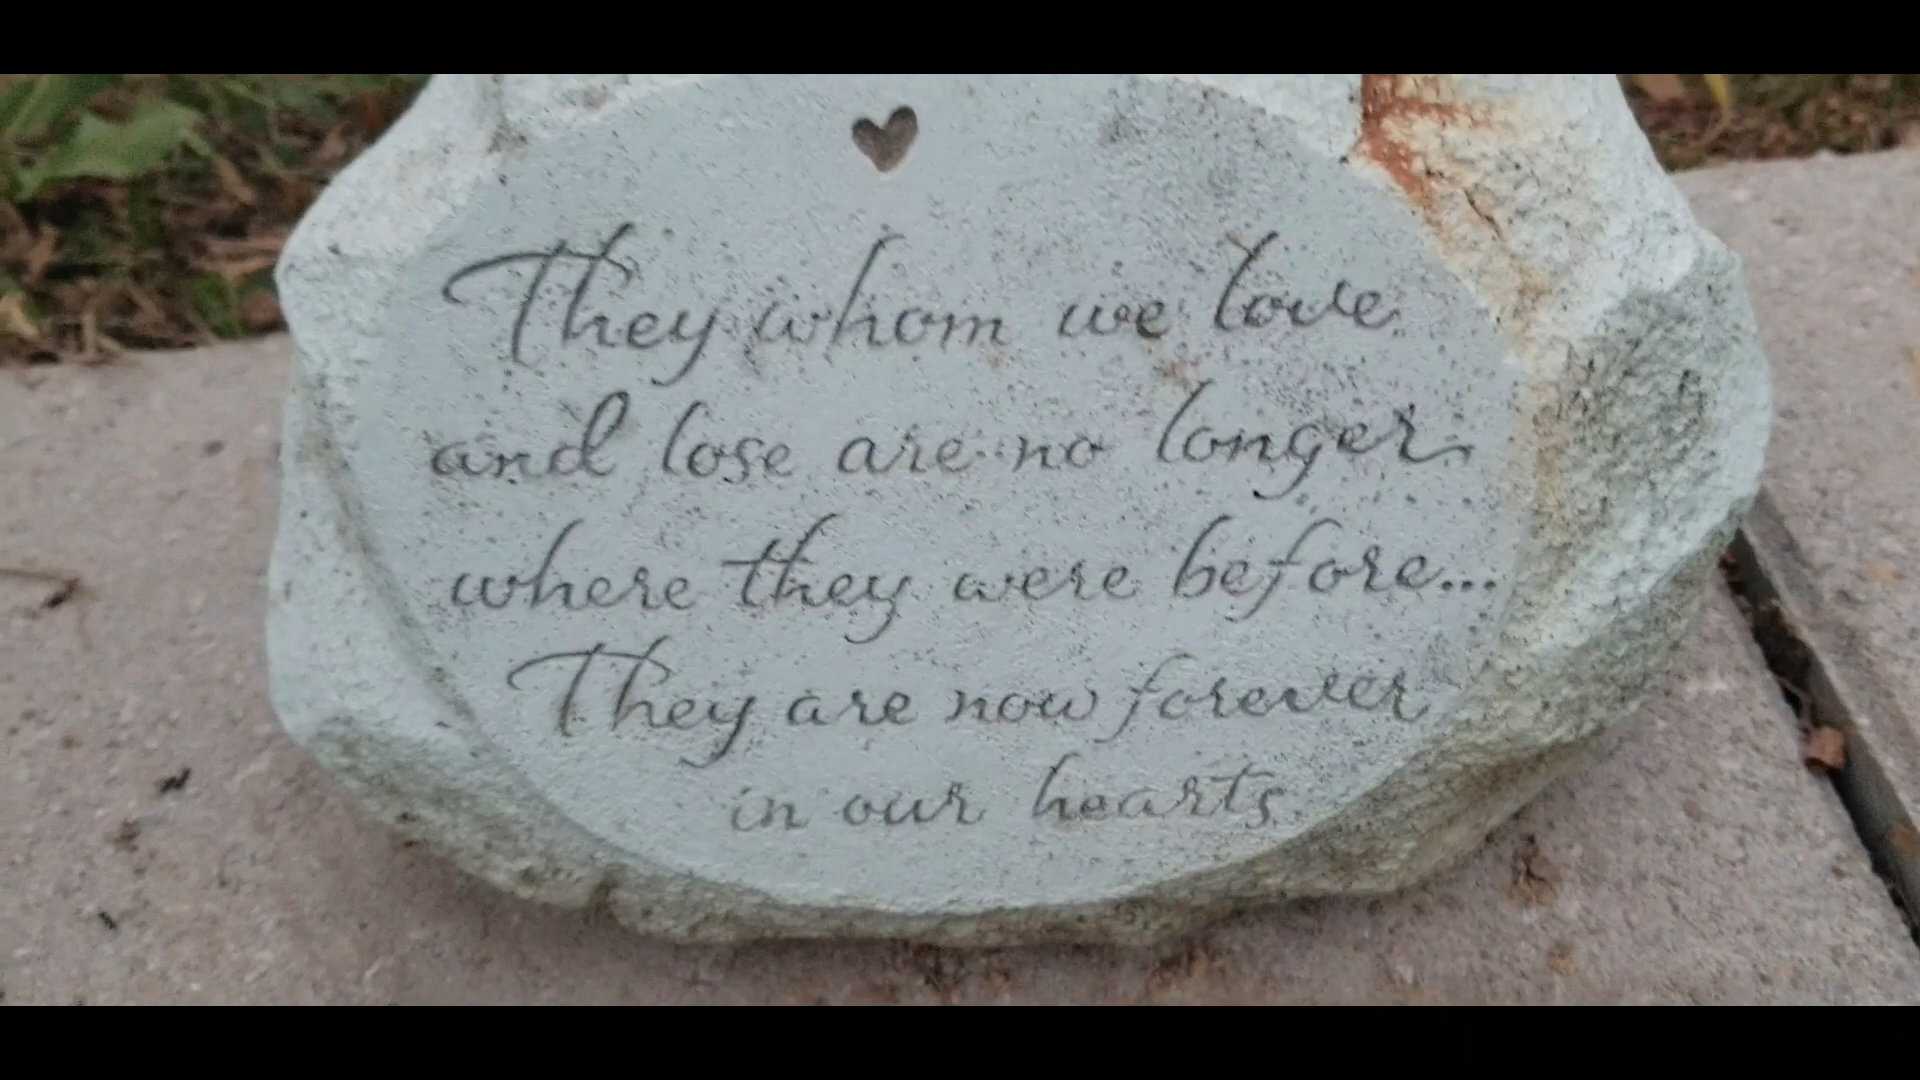 They whom we love
and lose are no longer
where they were before...
They are now forever
in our hearts.